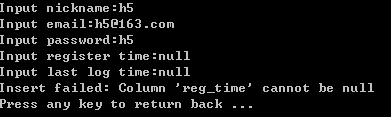 Input nickname:h5
Input email:h5@163.com
Input password:h5
Input register time:null
Input last log time:null
Insert failed: Column 'reg_time' cannot be null
Press any key to return back ...